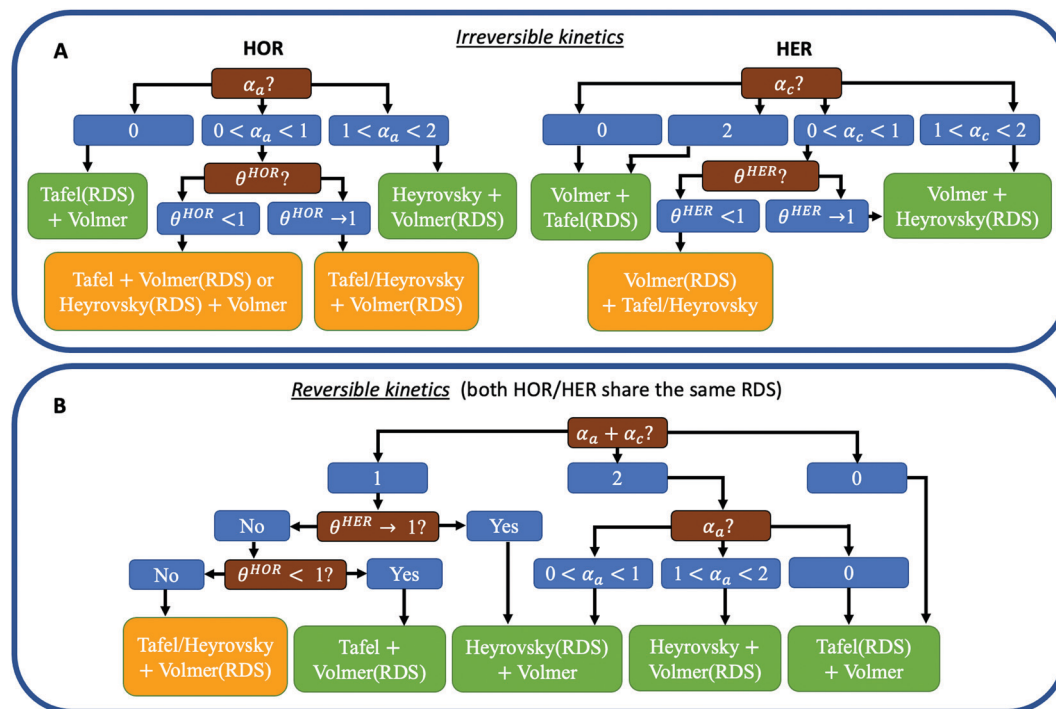 Irreversible kinetics
A
HOR
HER
α_a?
α_c?
0
0 < α_a < 1
1 < α_a < 2
0
2
0 < α_c < 1
1 < α_c < 2
θ^HOR?
θ^HER?
Tafel(RDS)
+ Volmer
Heyrovsky +
Volmer(RDS)
Volmer +
Tafel(RDS)
Volmer +
Heyrovsky(RDS)
θ^HOR <1
θ^HOR →1
θ^HER <1
θ^HER →1
Tafel + Volmer(RDS) or
Heyrovsky(RDS) + Volmer
Tafel/Heyrovsky
+ Volmer(RDS)
Volmer(RDS)
+ Tafel/Heyrovsky
B
Reversible kinetics (both HOR/HER share the same RDS)
α_a + α_c?
1
2
0
No
θ^HER → 1?
Yes
α_a?
No
θ^HOR < 1?
Yes
0 < α_a < 1
1 < α_a < 2
0
Tafel/Heyrovsky
+ Volmer(RDS)
Tafel +
Volmer(RDS)
Heyrovsky(RDS)
+ Volmer
Heyrovsky +
Volmer(RDS)
Tafel(RDS)
+ Volmer